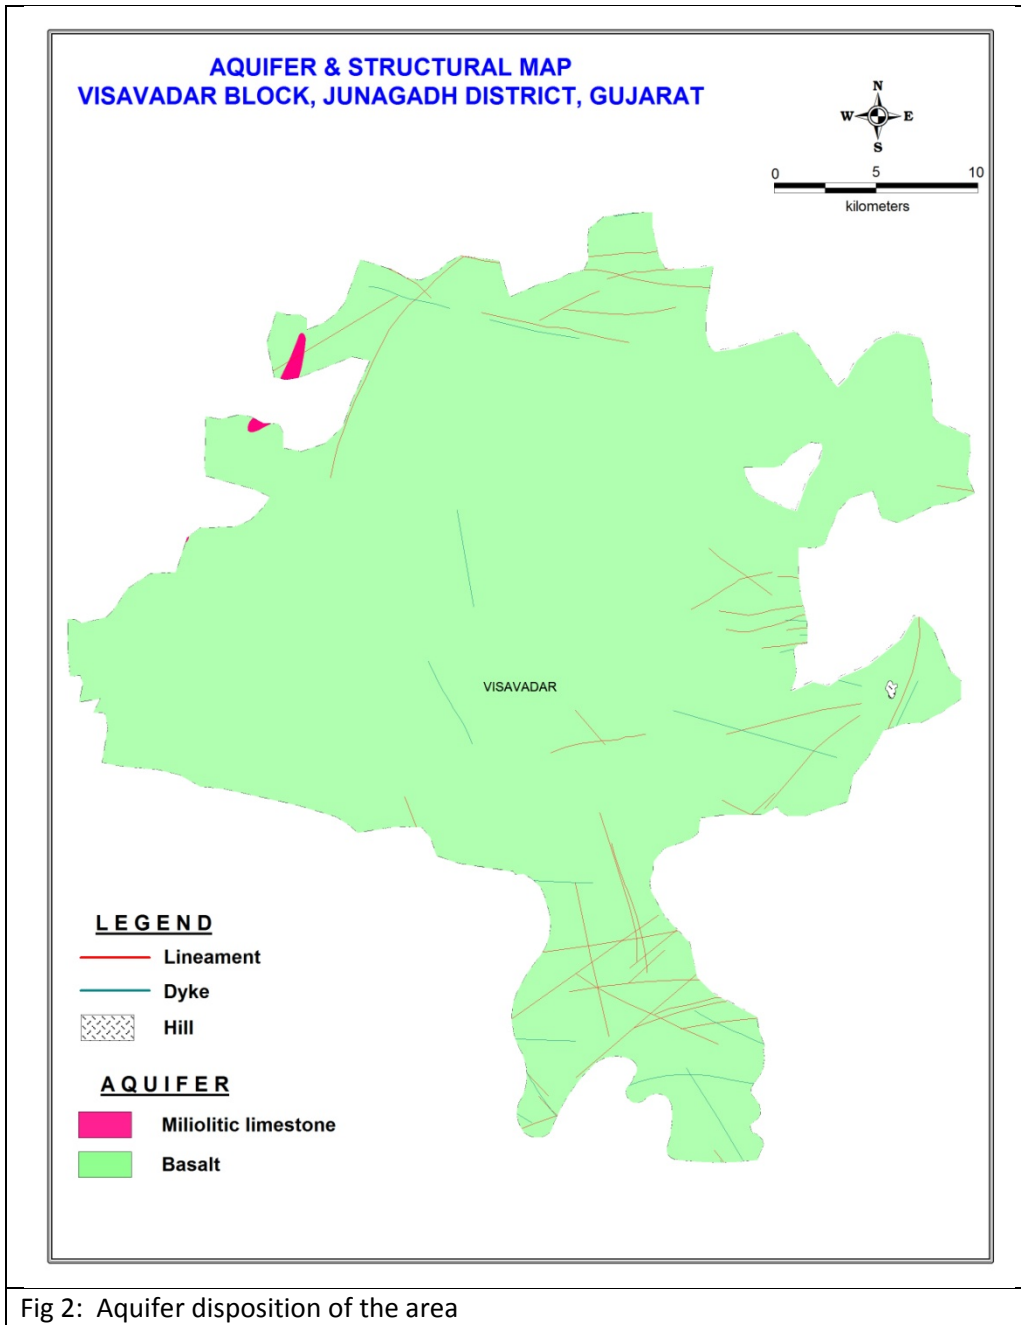 AQUIFER & STRUCTURAL MAP
VISAVADAR BLOCK, JUNAGADH DISTRICT, GUJARAT
N
W E
S
0 5 10
kilometers
VISAVADAR
LEGEND
Lineament
Dyke
Hill
AQUIFER
Miliolitic limestone
Basalt
Fig 2: Aquifer disposition of the area